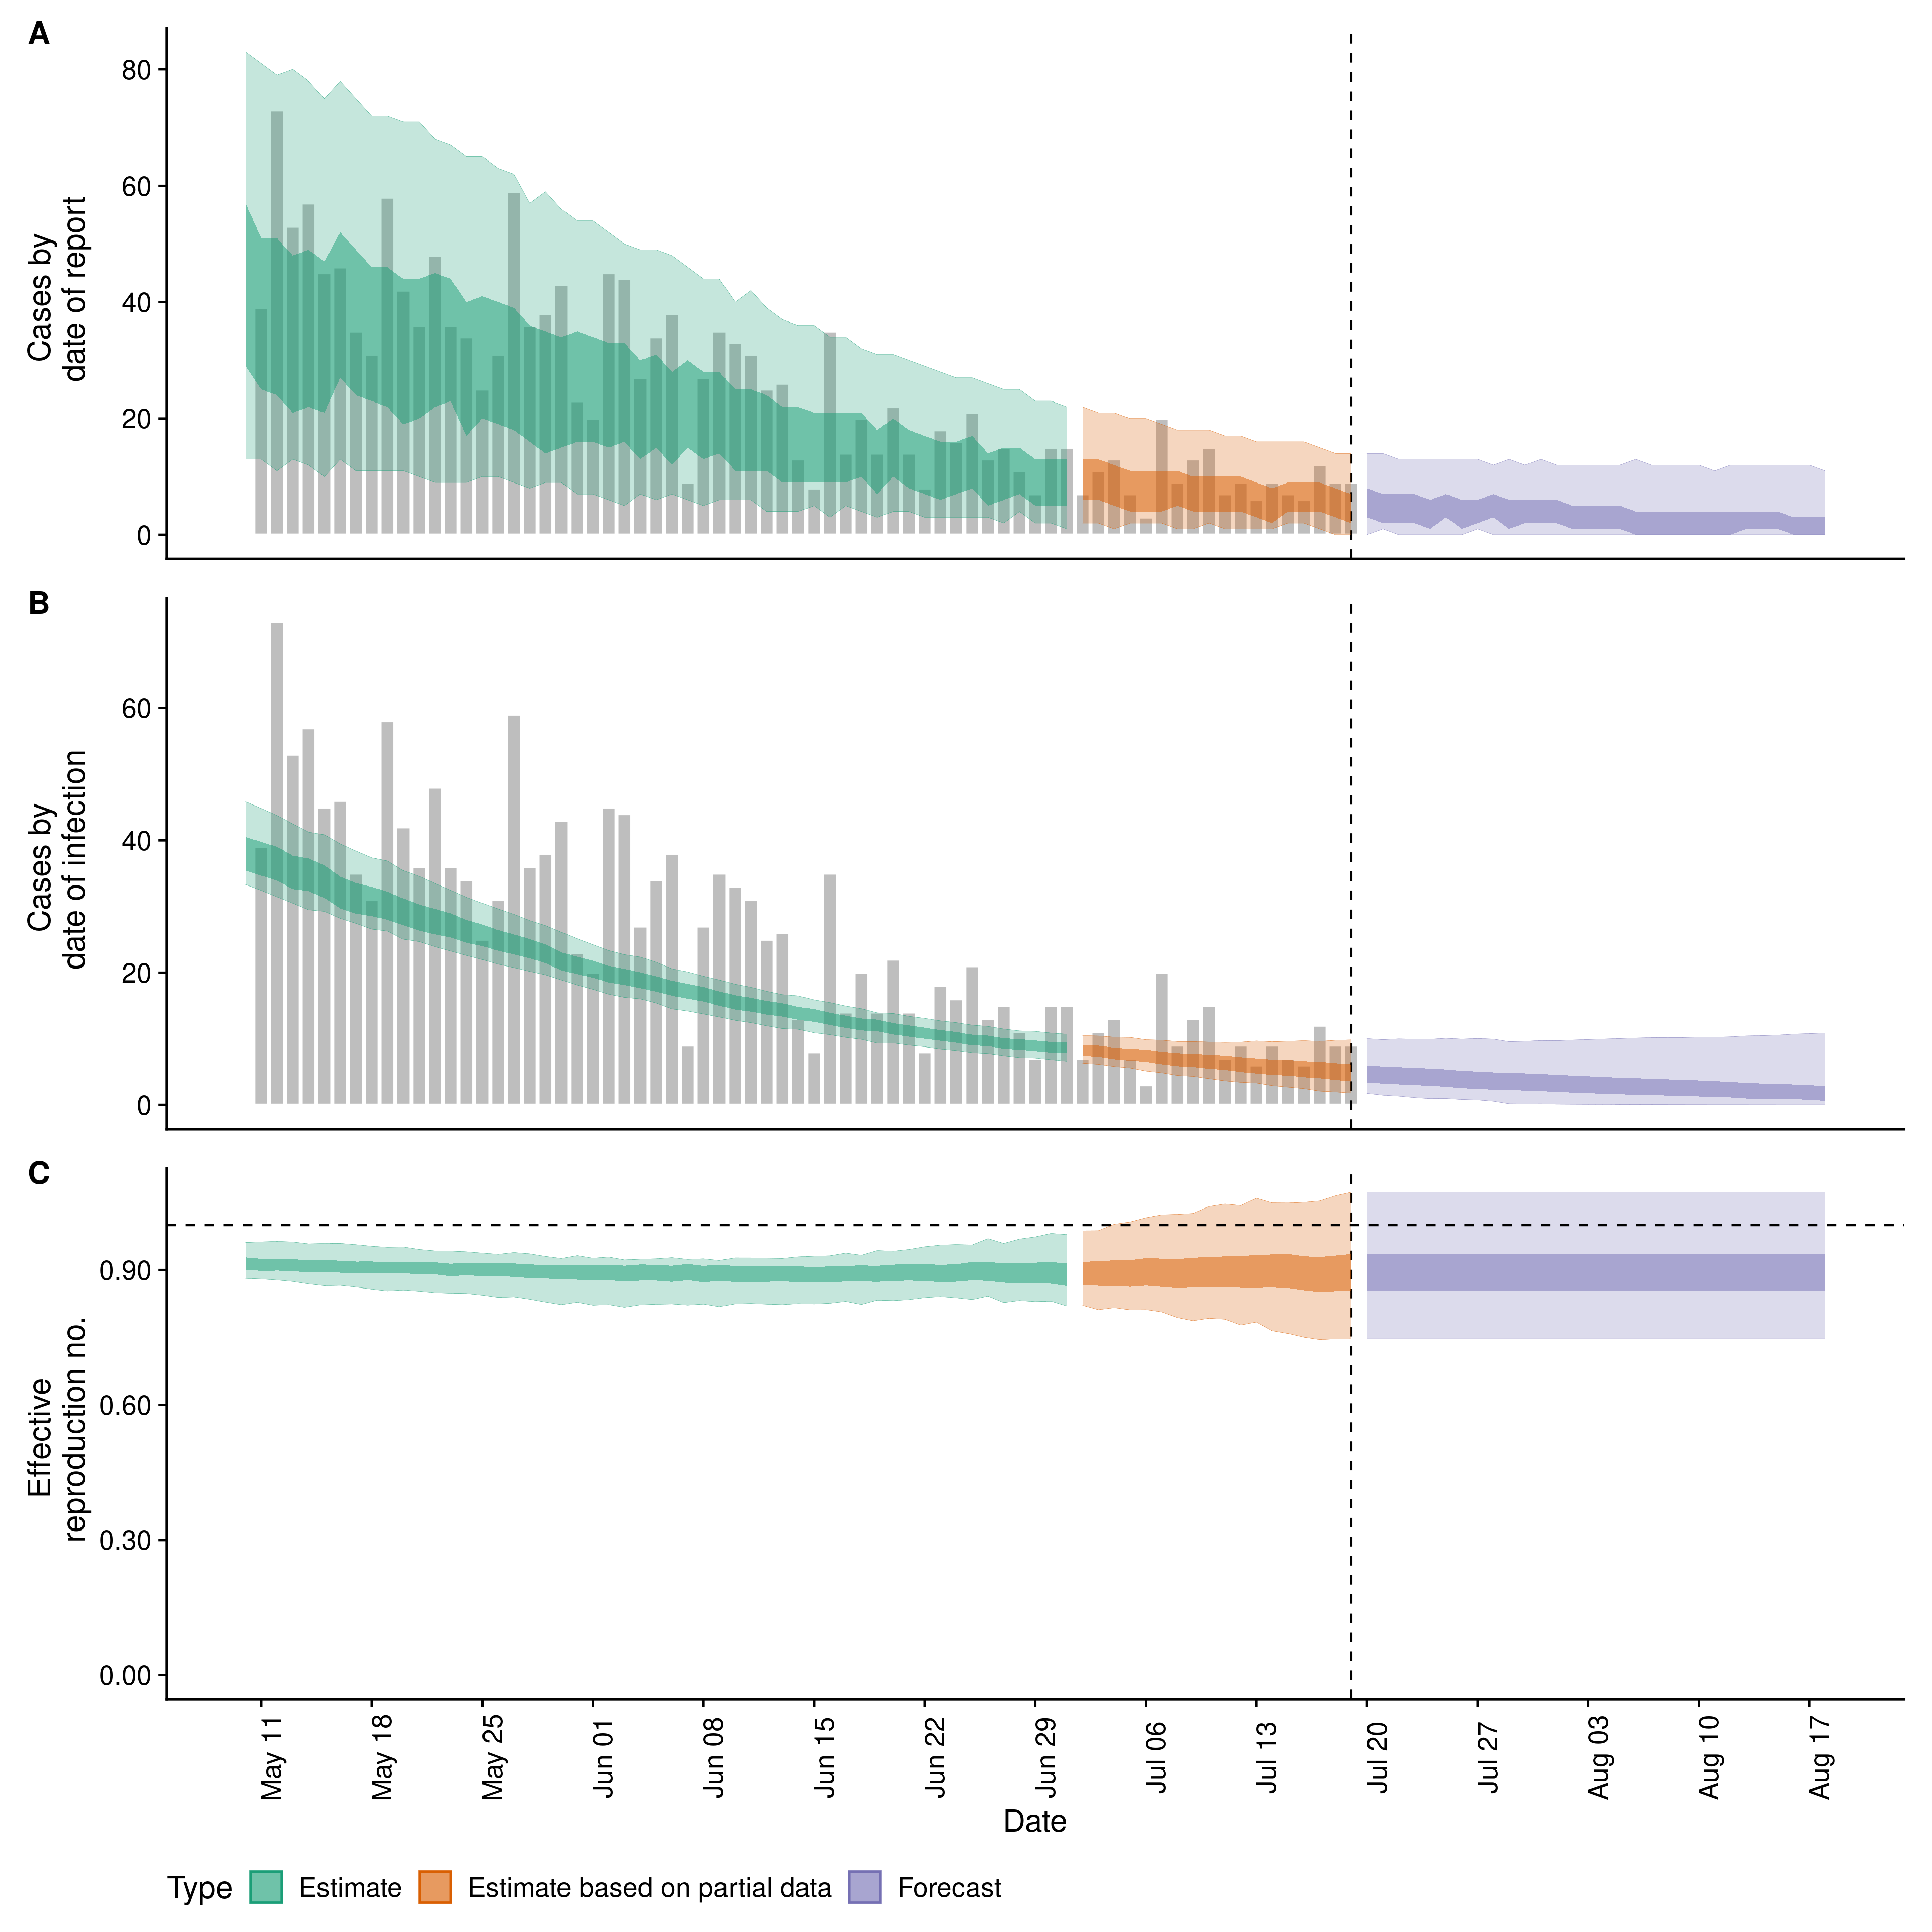 A
80
60
40
20
0
Cases by
date of report
B
60
40
20
0
Cases by
date of infection
C
0.90
0.60
0.30
0.00
Effective
reproduction no.
May 11
May 18
May 25
Jun 01
Jun 08
Jun 15
Jun 22
Jun 29
Jul 06
Jul 13
Jul 20
Jul 27
Aug 03
Aug 10
Aug 17
Date
Type Estimate Estimate based on partial data Forecast